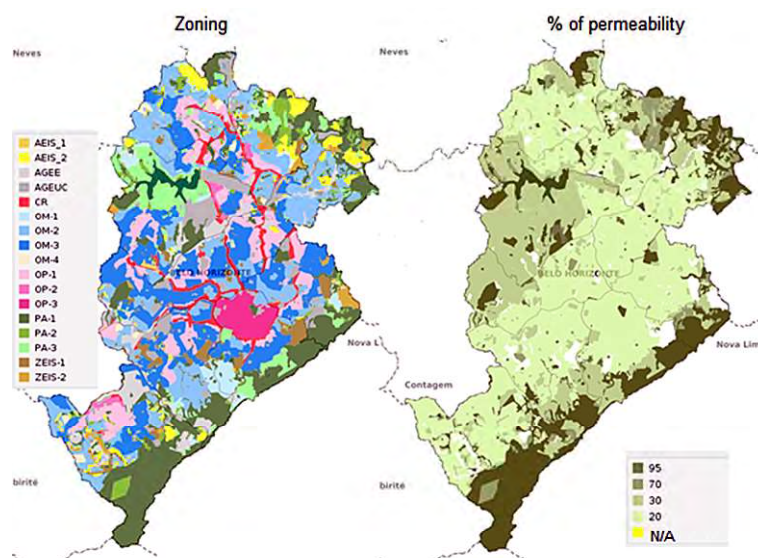 Zoning
% of permeability
Neves
Neves
AEIS_1
AEIS_2
AGEE
AGEUC
CR
OM-1
OM-2
OM-3
OM-4
OP-1
OP-2
OP-3
PA-1
PA-2
PA-3
ZEIS-1
ZEIS-2
BELO HORIZONTE
BELO HORIZONTE
Nova L
Nova Lim
Contagem
birité
birité
95
70
30
20
N/A